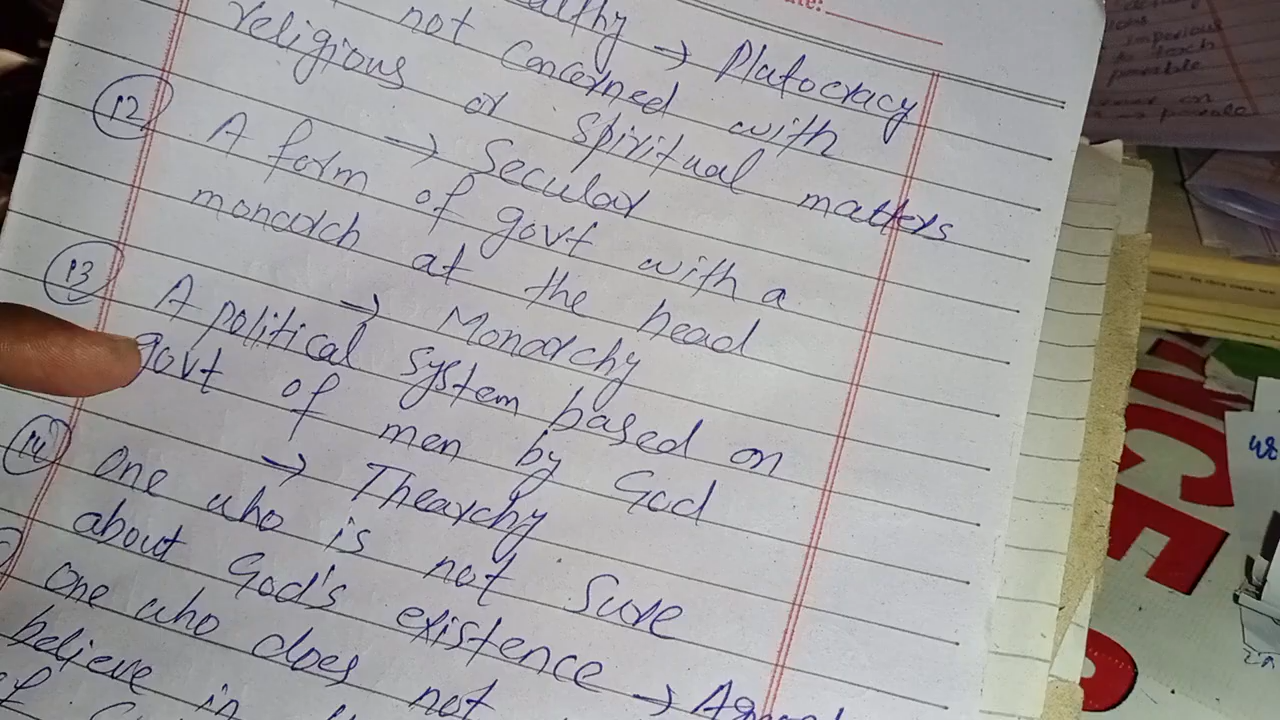 → Plutocracy
not Concerned with
religious or spiritual matters
→ Secular
12 A form of govt with a
monarch at the head
→ Monarchy
13 A political system based on
govt of men by God
→ Thearchy
14 One who is not Sure
about God's existence →
one who does not
believe in
48